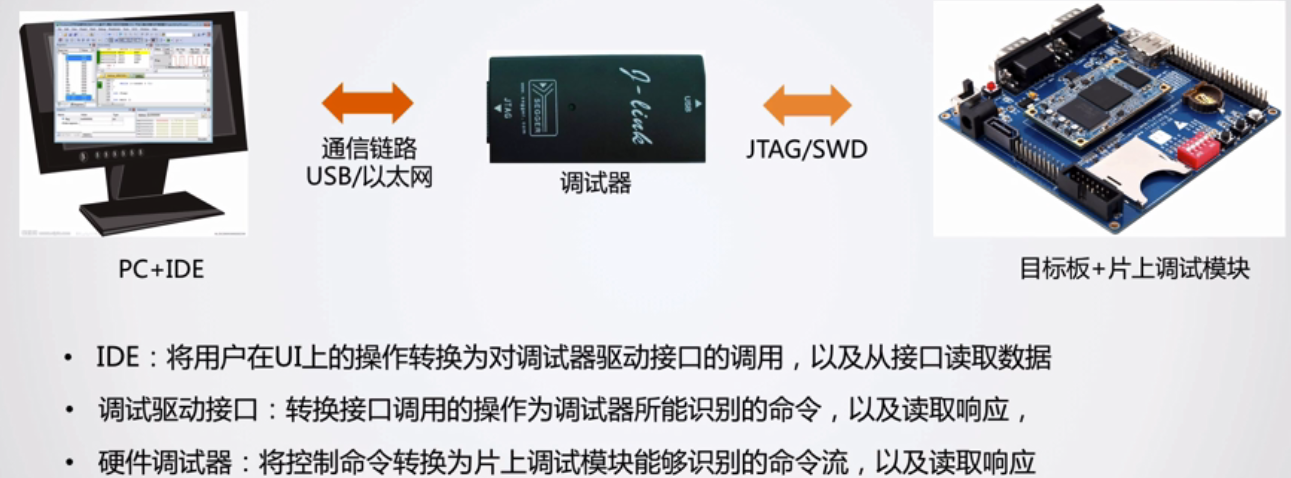 通信链路
USB/以太网
JTAG
SEGGER
J-link
USB
调试器
JTAG/SWD
PC+IDE
目标板+片上调试模块
• IDE：将用户在UI上的操作转换为对调试器驱动接口的调用，以及从接口读取数据
• 调试驱动接口：转换接口调用的操作为调试器所能识别的命令，以及读取响应，
• 硬件调试器：将控制命令转换为片上调试模块能够识别的命令流，以及读取响应